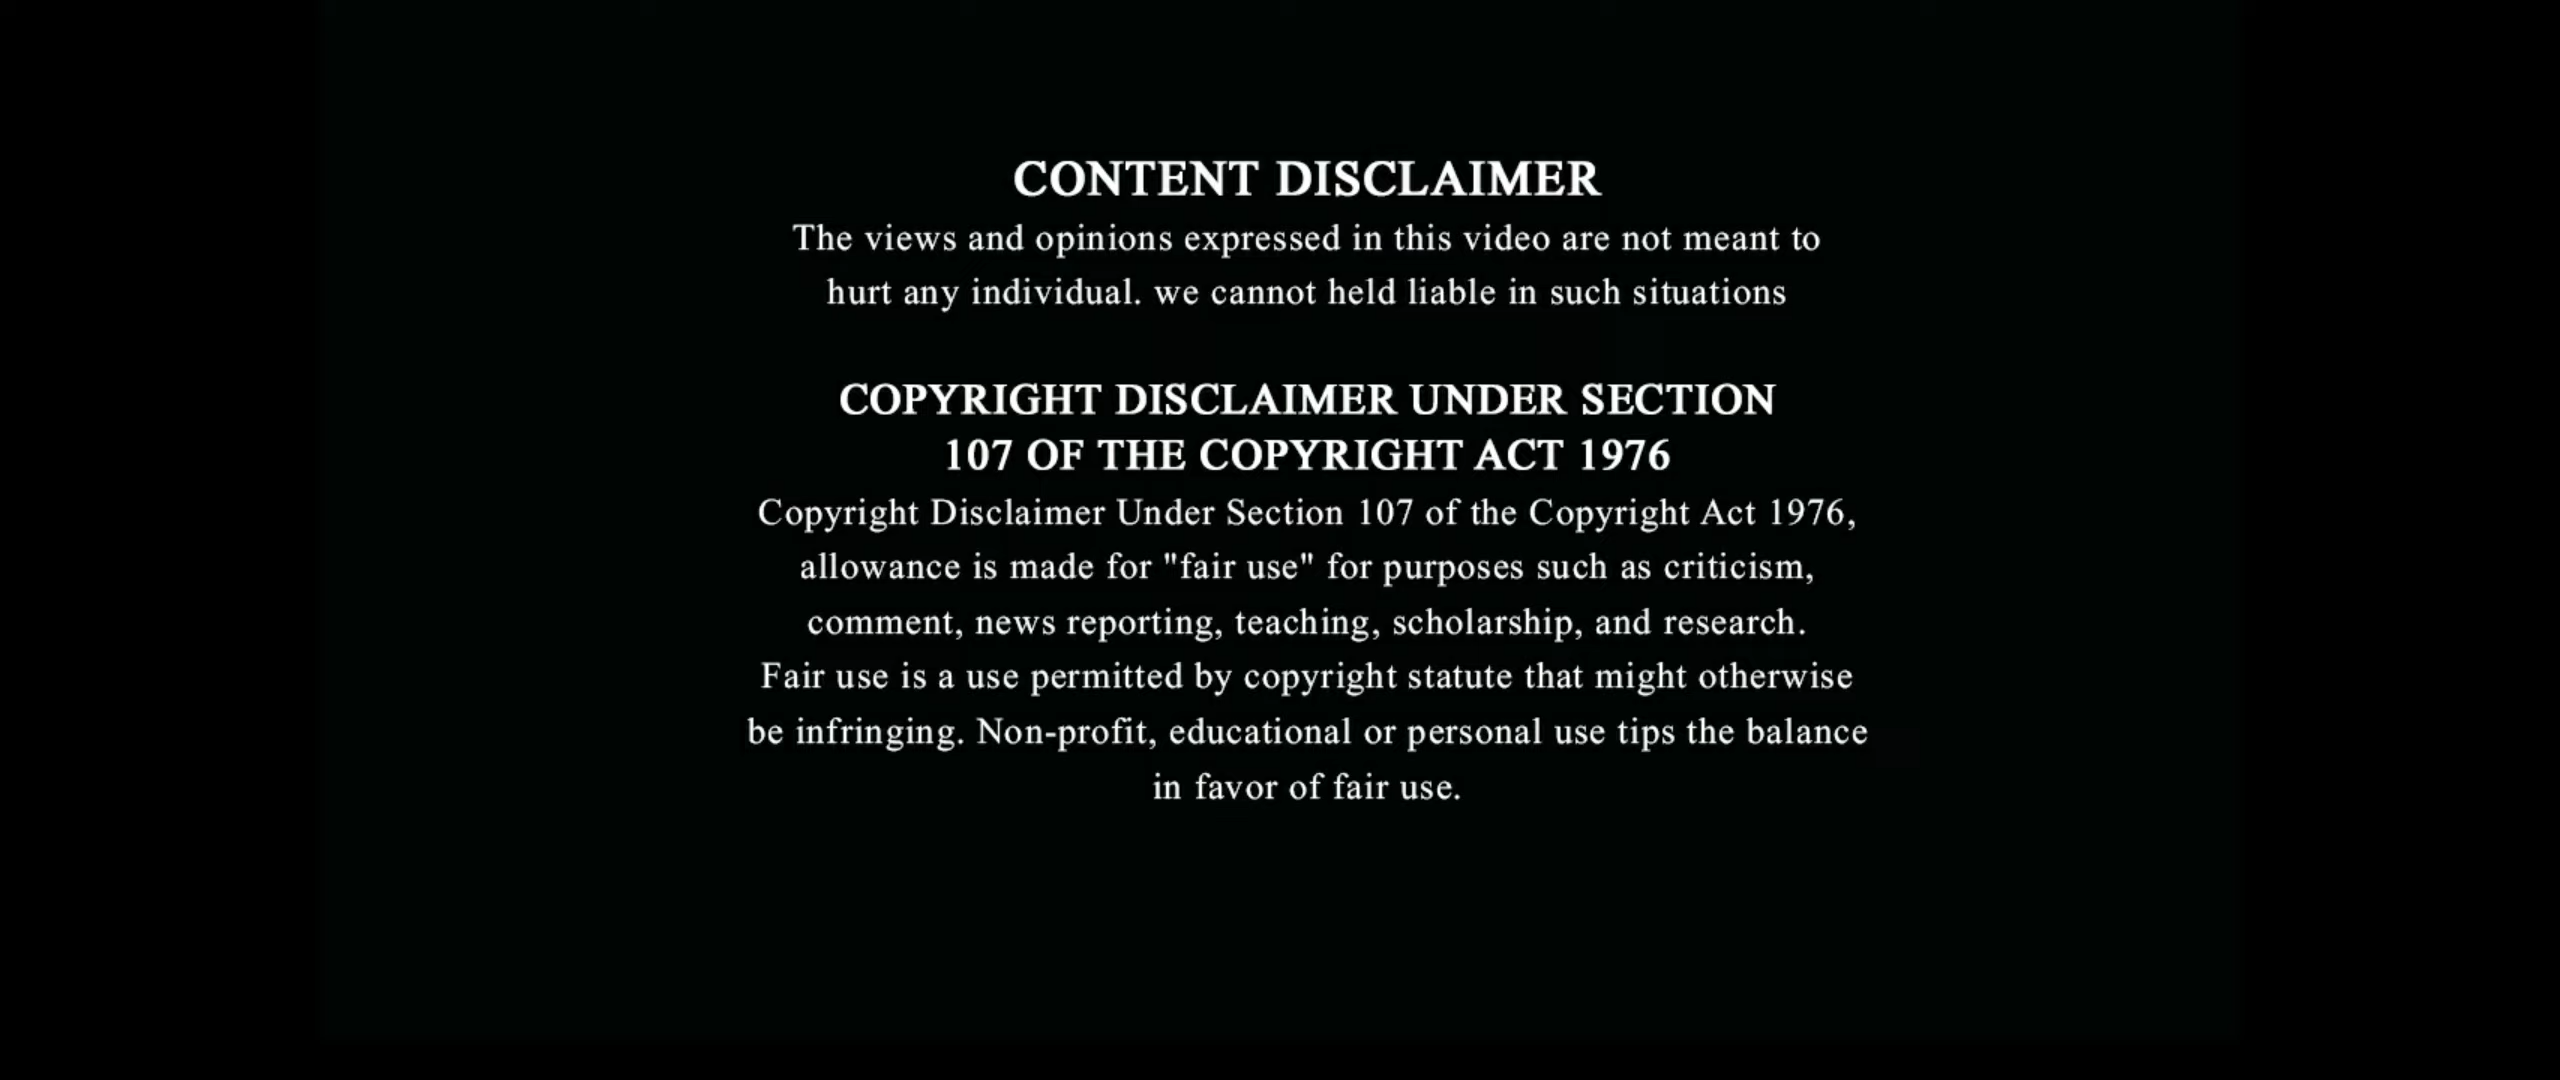 CONTENT DISCLAIMER
The views and opinions expressed in this video are not meant to
hurt any individual. we cannot held liable in such situations
COPYRIGHT DISCLAIMER UNDER SECTION
107 OF THE COPYRIGHT ACT 1976
Copyright Disclaimer Under Section 107 of the Copyright Act 1976,
allowance is made for "fair use" for purposes such as criticism,
comment, news reporting, teaching, scholarship, and research.
Fair use is a use permitted by copyright statute that might otherwise
be infringing. Non-profit, educational or personal use tips the balance
in favor of fair use.